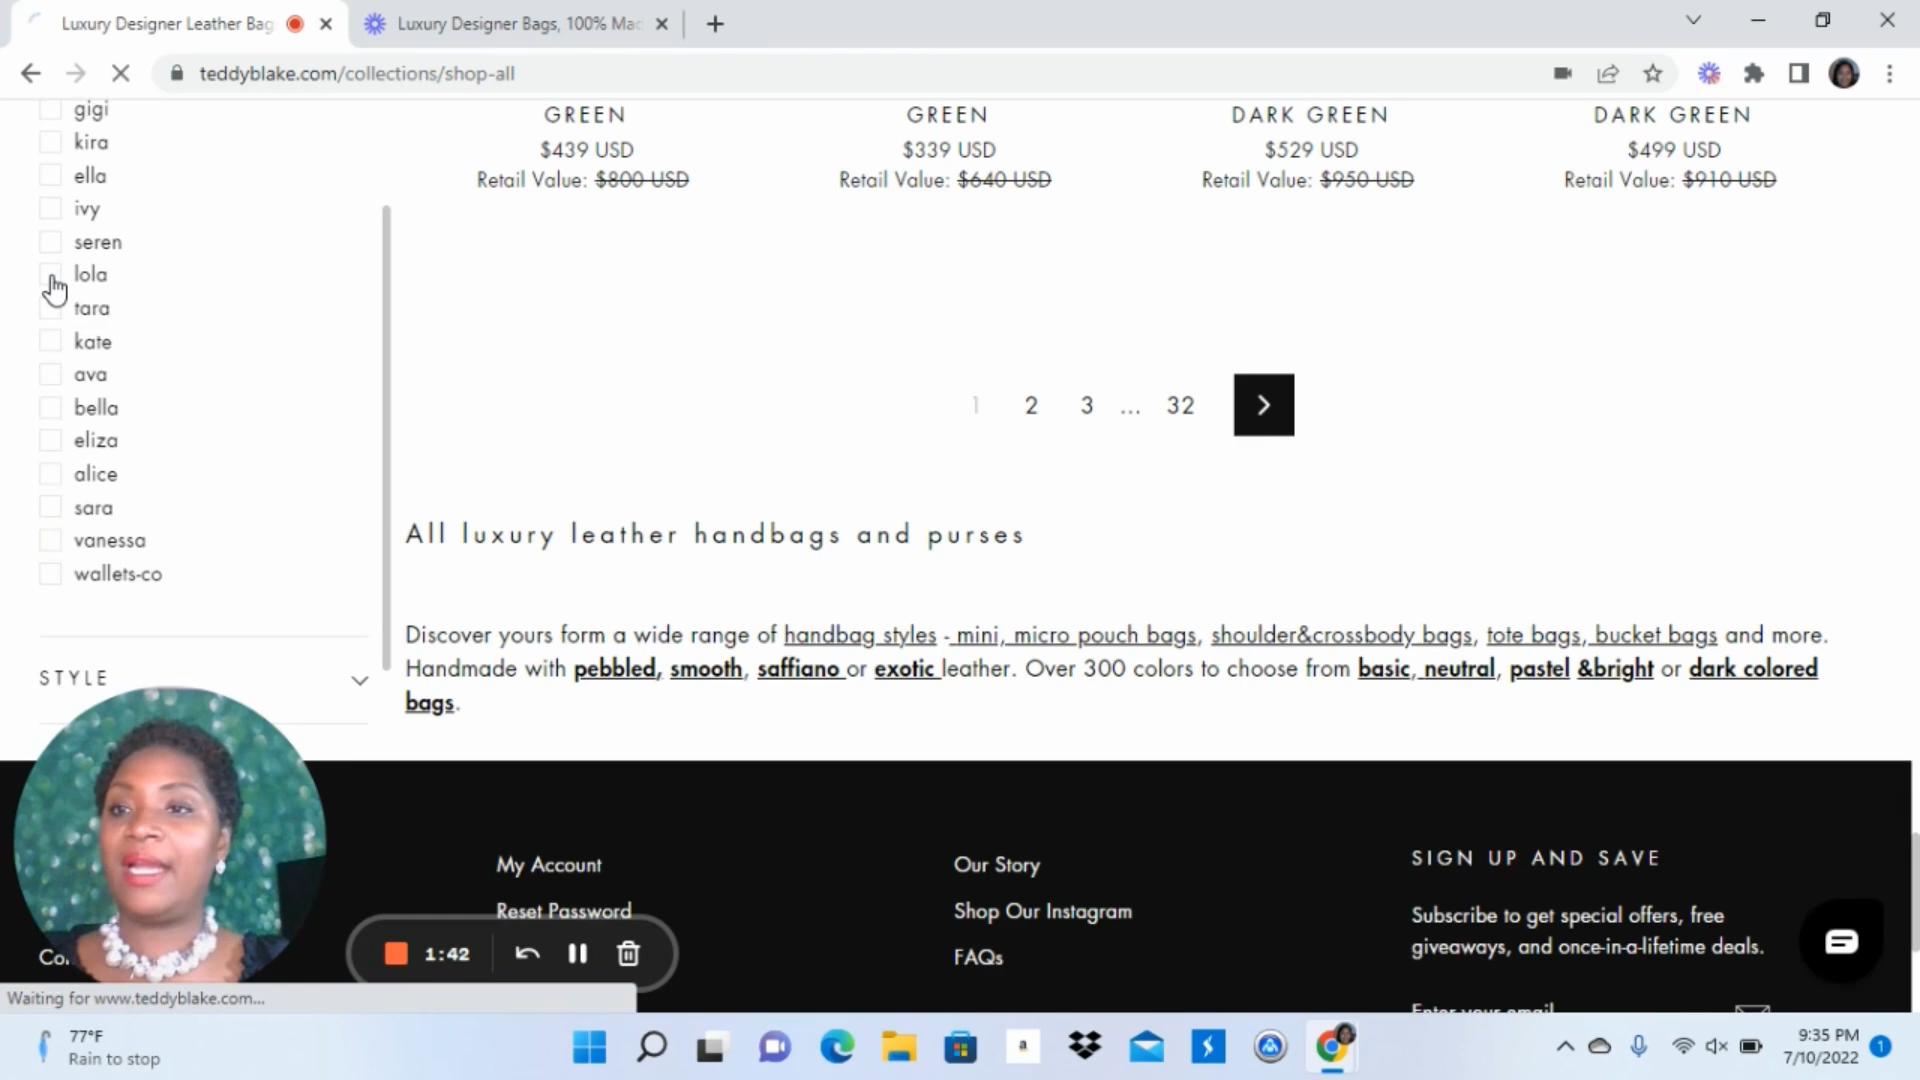 Luxury Designer Leather Bag
Luxury Designer Bags, 100% Mad
teddyblake.com/collections/shop-all
gigi
kira
ella
ivy
seren
lola
tara
kate
ava
bella
eliza
alice
sara
vanessa
wallets-co
STYLE
GREEN
$439 USD
Retail Value: $800 USD
GREEN
$339 USD
Retail Value: $640 USD
DARK GREEN
$529 USD
Retail Value: $950 USD
DARK GREEN
$499 USD
Retail Value: $910 USD
1 2 3 ... 32
All luxury leather handbags and purses
Discover yours form a wide range of handbag styles - mini, micro pouch bags, shoulder&crossbody bags, tote bags, bucket bags and more.
Handmade with pebbled, smooth, saffiano or exotic leather. Over 300 colors to choose from basic, neutral, pastel &bright or dark colored
bags.
My Account
Reset Password
Our Story
Shop Our Instagram
FAQs
SIGN UP AND SAVE
Subscribe to get special offers, free
giveaways, and once-in-a-lifetime deals.
Enter your email
1:42
Waiting for www.teddyblake.com...
77°F
Rain to stop
a
9:35 PM
7/10/2022
1